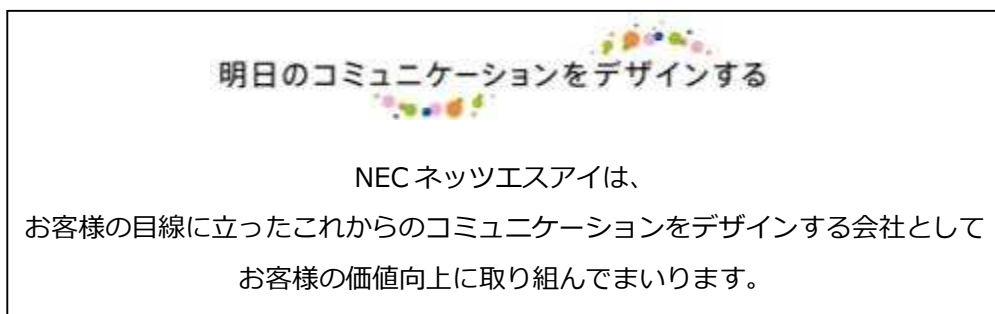 明日のコミュニケーションをデザインする
NECネッツエスアイは、
お客様の目線に立ったこれからのコミュニケーションをデザインする会社として
お客様の価値向上に取り組んでまいります。